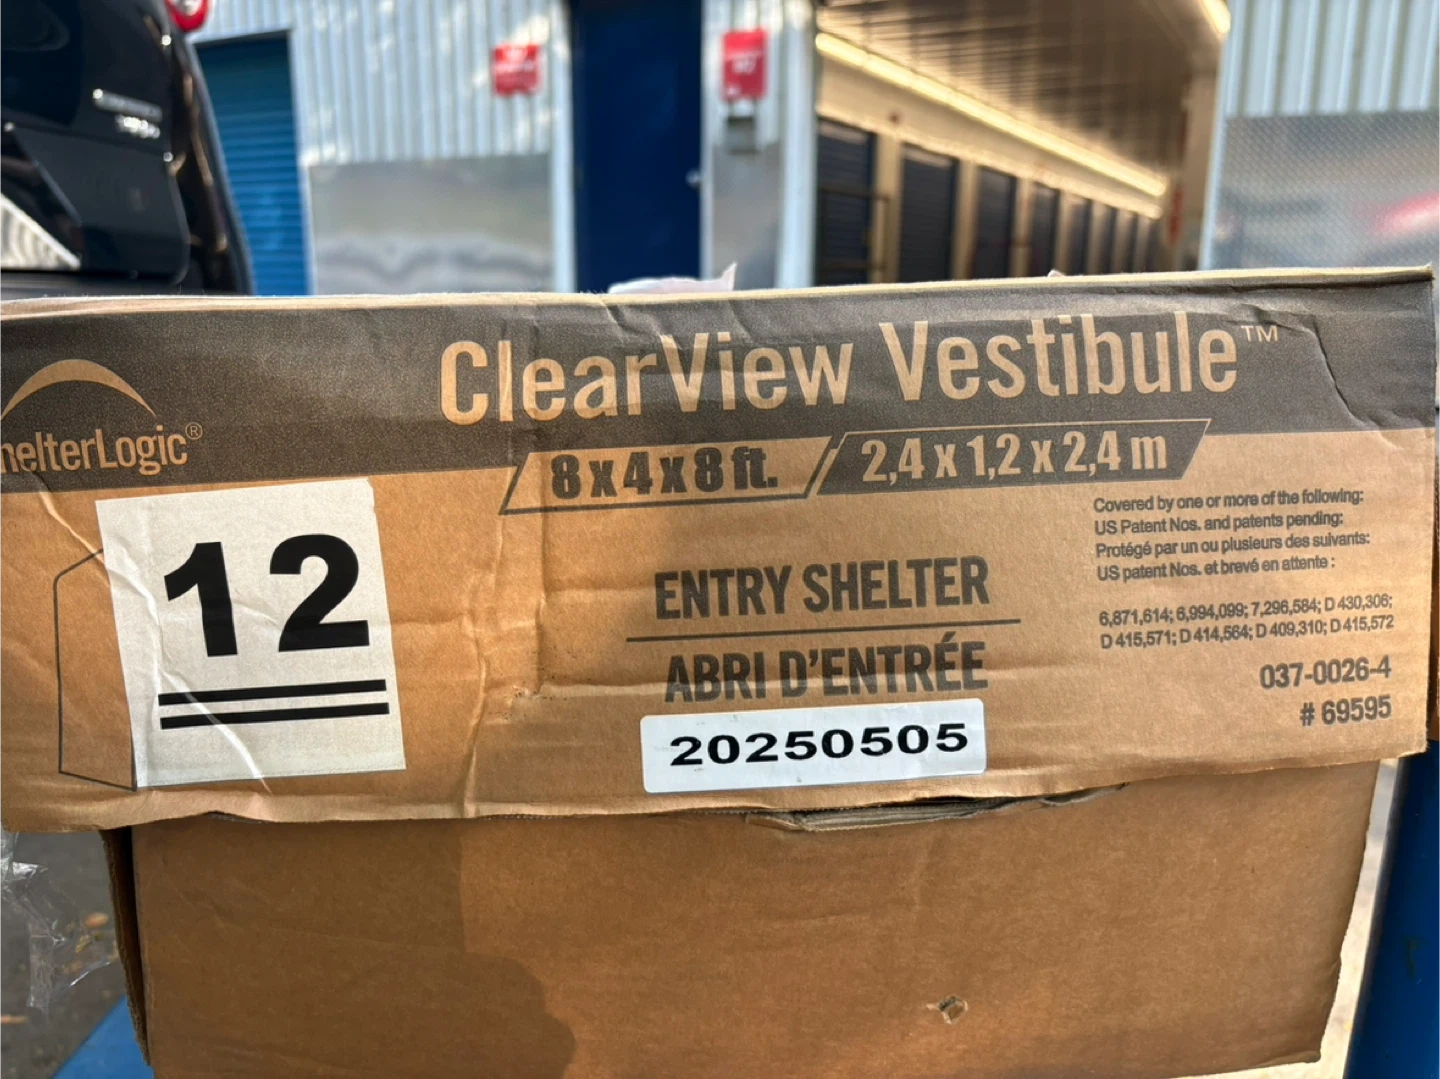 ClearView Vestibule™
helterLogic®
8 x 4 x 8 ft.
2,4 x 1,2 x 2,4 m
12
ENTRY SHELTER
ABRI D'ENTRÉE
20250505
Covered by one or more of the following:
US Patent Nos. and patents pending:
Protégé par un ou plusieurs des suivants:
US patent Nos. et brevé en attente :
6,871,614; 6,994,099; 7,296,584; D 430,306;
D 415,571; D 414,564; D 409,310; D 415,572
037-0026-4
# 69595